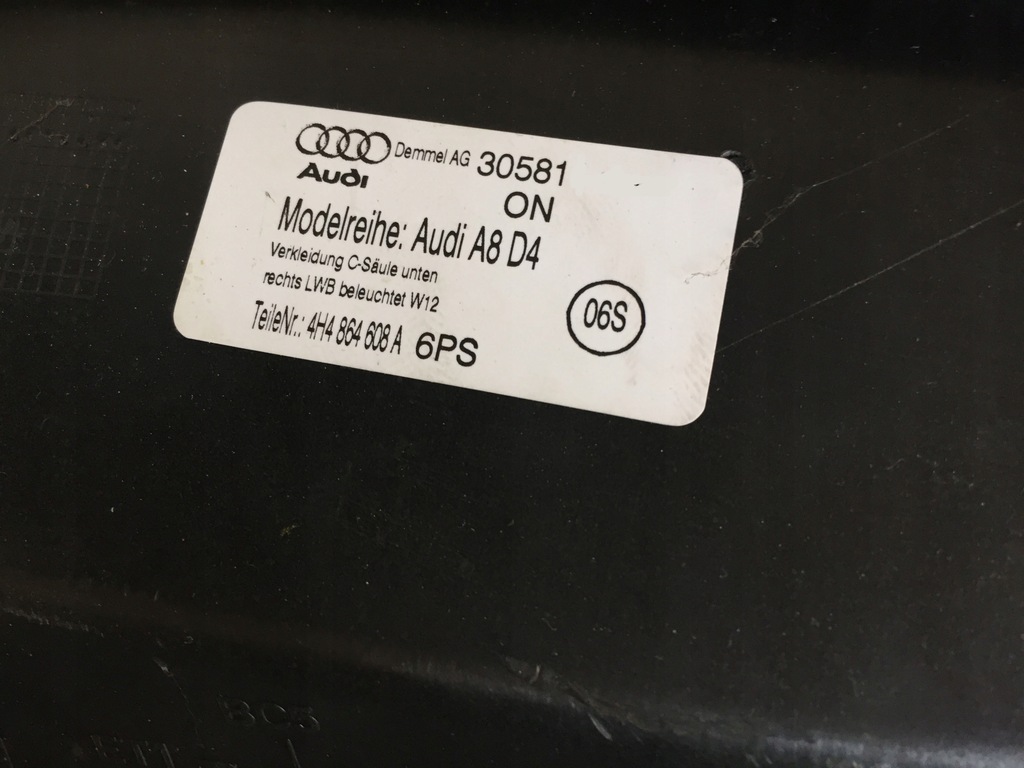 Audi
Demmel AG 30581
ON
Modelreihe: Audi A8 D4
Verkleidung C-Säule unten
rechts LWB beleuchtet W12
TeileNr.: 4H4 864 608 A 6PS
06S